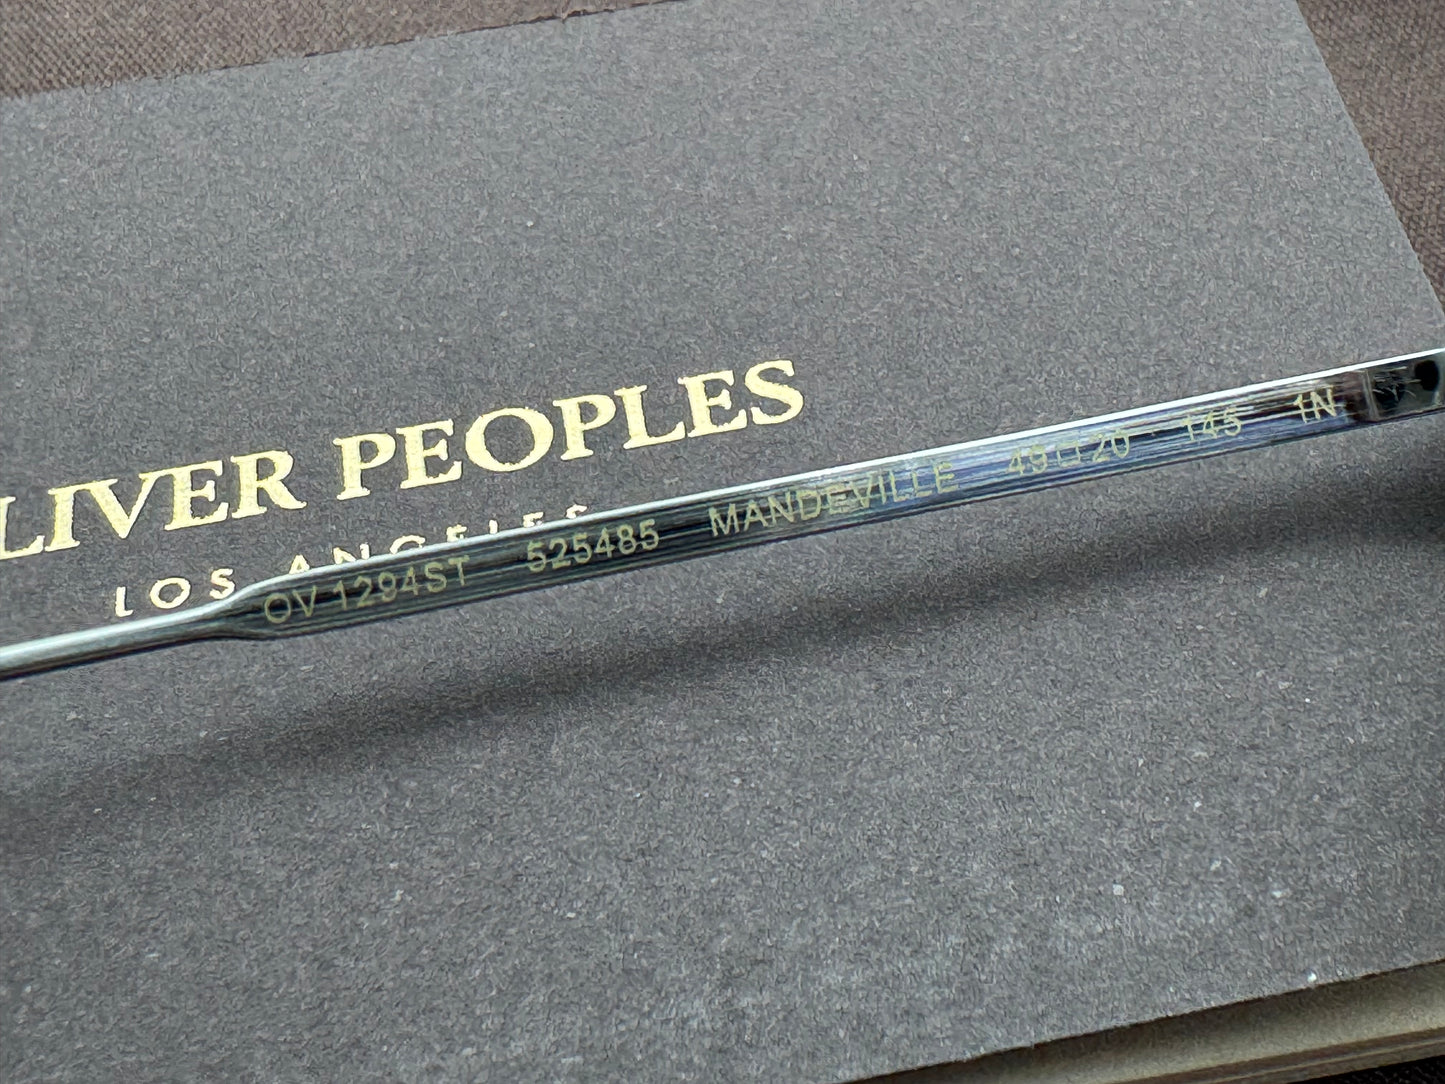 LIVER PEOPLES
LOS ANGELES
OV 1294ST 525485 MANDEVILLE 49□20 145 1N